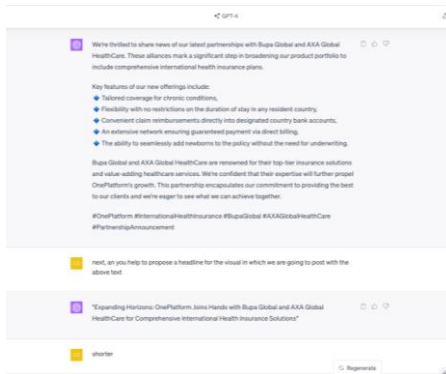 GPT-4
We're thrilled to share news of our latest partnerships with Bupa Global and AXA Global
HealthCare. These alliances mark a significant step in broadening our product portfolio to
include comprehensive international health insurance plans.
Key features of our new offerings include:
Tailored coverage for chronic conditions,
Flexibility with no restrictions on the duration of stay in any resident country,
Convenient claim reimbursements directly into designated country bank accounts,
An extensive network ensuring guaranteed payment via direct billing,
The ability to seamlessly add newborns to the policy without the need for underwriting.
Bupa Global and AXA Global HealthCare are renowned for their top-tier insurance solutions
and value-adding healthcare services. We're confident that their expertise will further propel
OnePlatform's growth. This partnership encapsulates our commitment to providing the best
to our clients and we're eager to see what we can achieve together.
#OnePlatform #InternationalHealthInsurance #BupaGlobal #AXAGlobalHealthCare
#PartnershipAnnouncement
next, an you help to propose a headline for the visual in which we are going to post with the
above text
"Expanding Horizons: OnePlatform Joins Hands with Bupa Global and AXA Global
HealthCare for Comprehensive International Health Insurance Solutions"
shorter
Regenerate